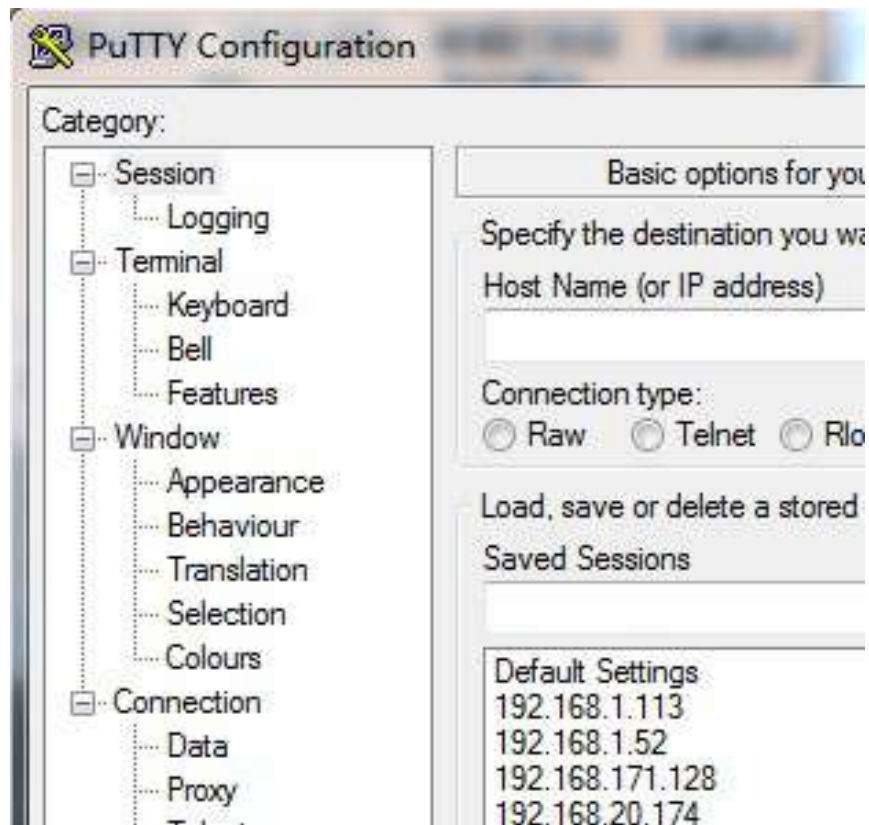 PuTTY Configuration
Category:
Session
Logging
Terminal
Keyboard
Bell
Features
Window
Appearance
Behaviour
Translation
Selection
Colours
Connection
Data
Proxy
Basic options for you
Specify the destination you wa
Host Name (or IP address)
Connection type:
Raw Telnet Rlo
Load, save or delete a stored
Saved Sessions
Default Settings
192.168.1.113
192.168.1.52
192.168.171.128
192.168.20.174